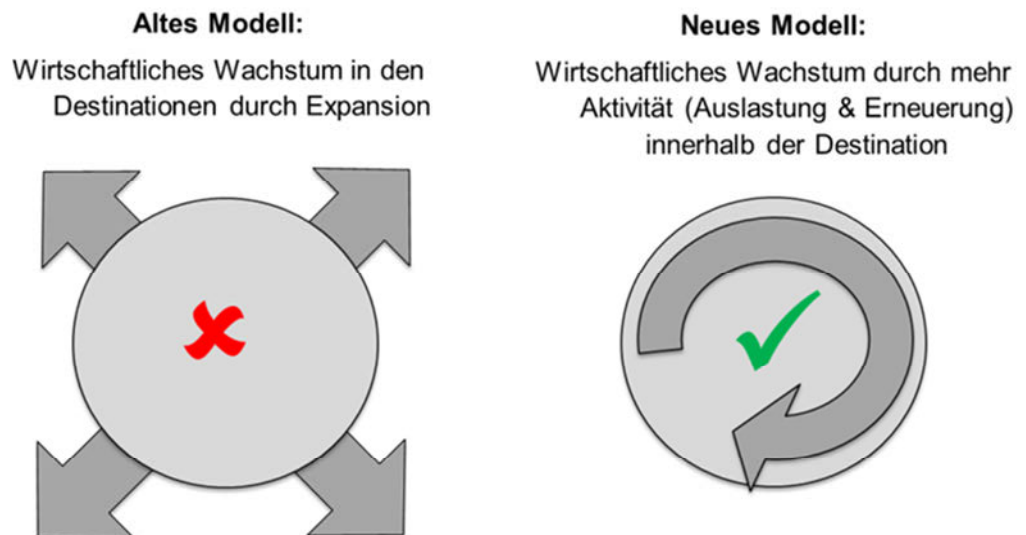 Altes Modell:
Wirtschaftliches Wachstum in den
Destinationen durch Expansion
Neues Modell:
Wirtschaftliches Wachstum durch mehr
Aktivität (Auslastung & Erneuerung)
innerhalb der Destination